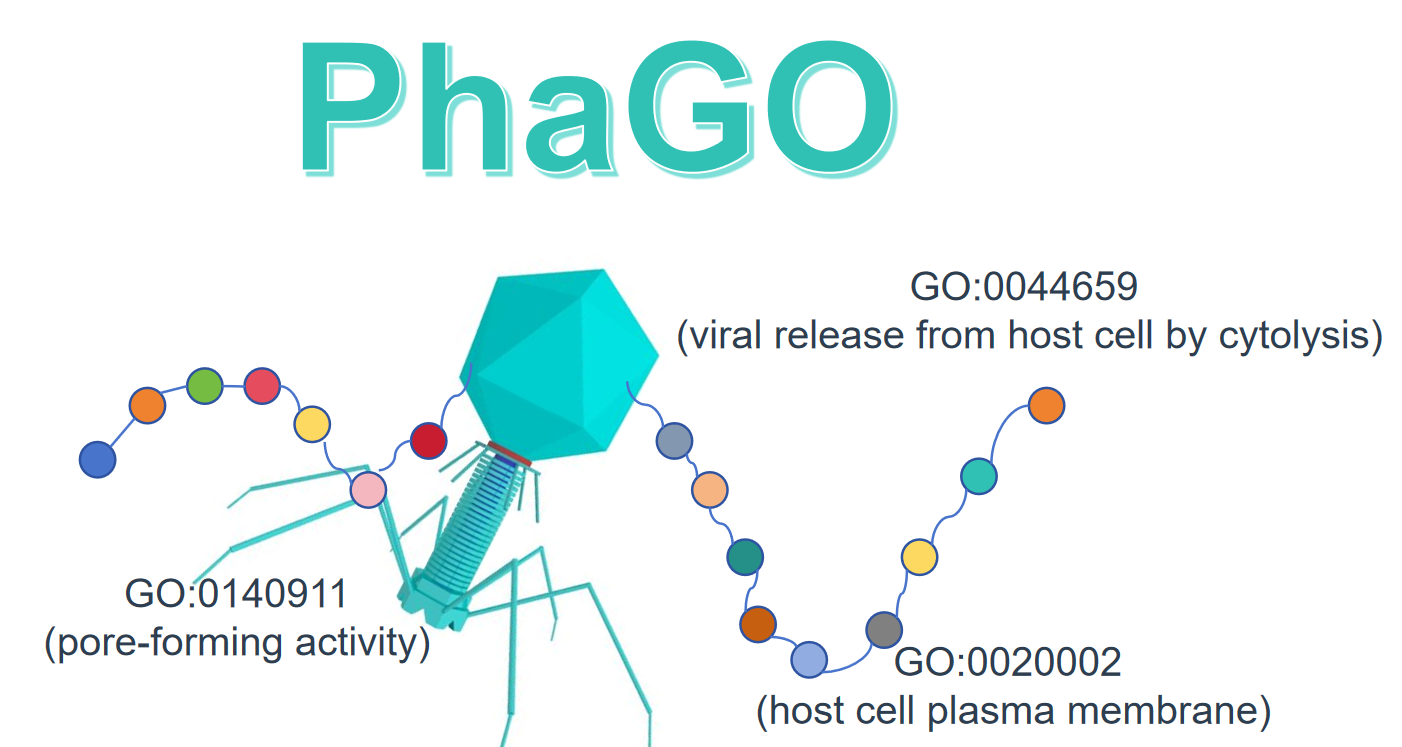 PhaGO
GO:0044659
(viral release from host cell by cytolysis)
GO:0140911
(pore-forming activity)
GO:0020002
(host cell plasma membrane)